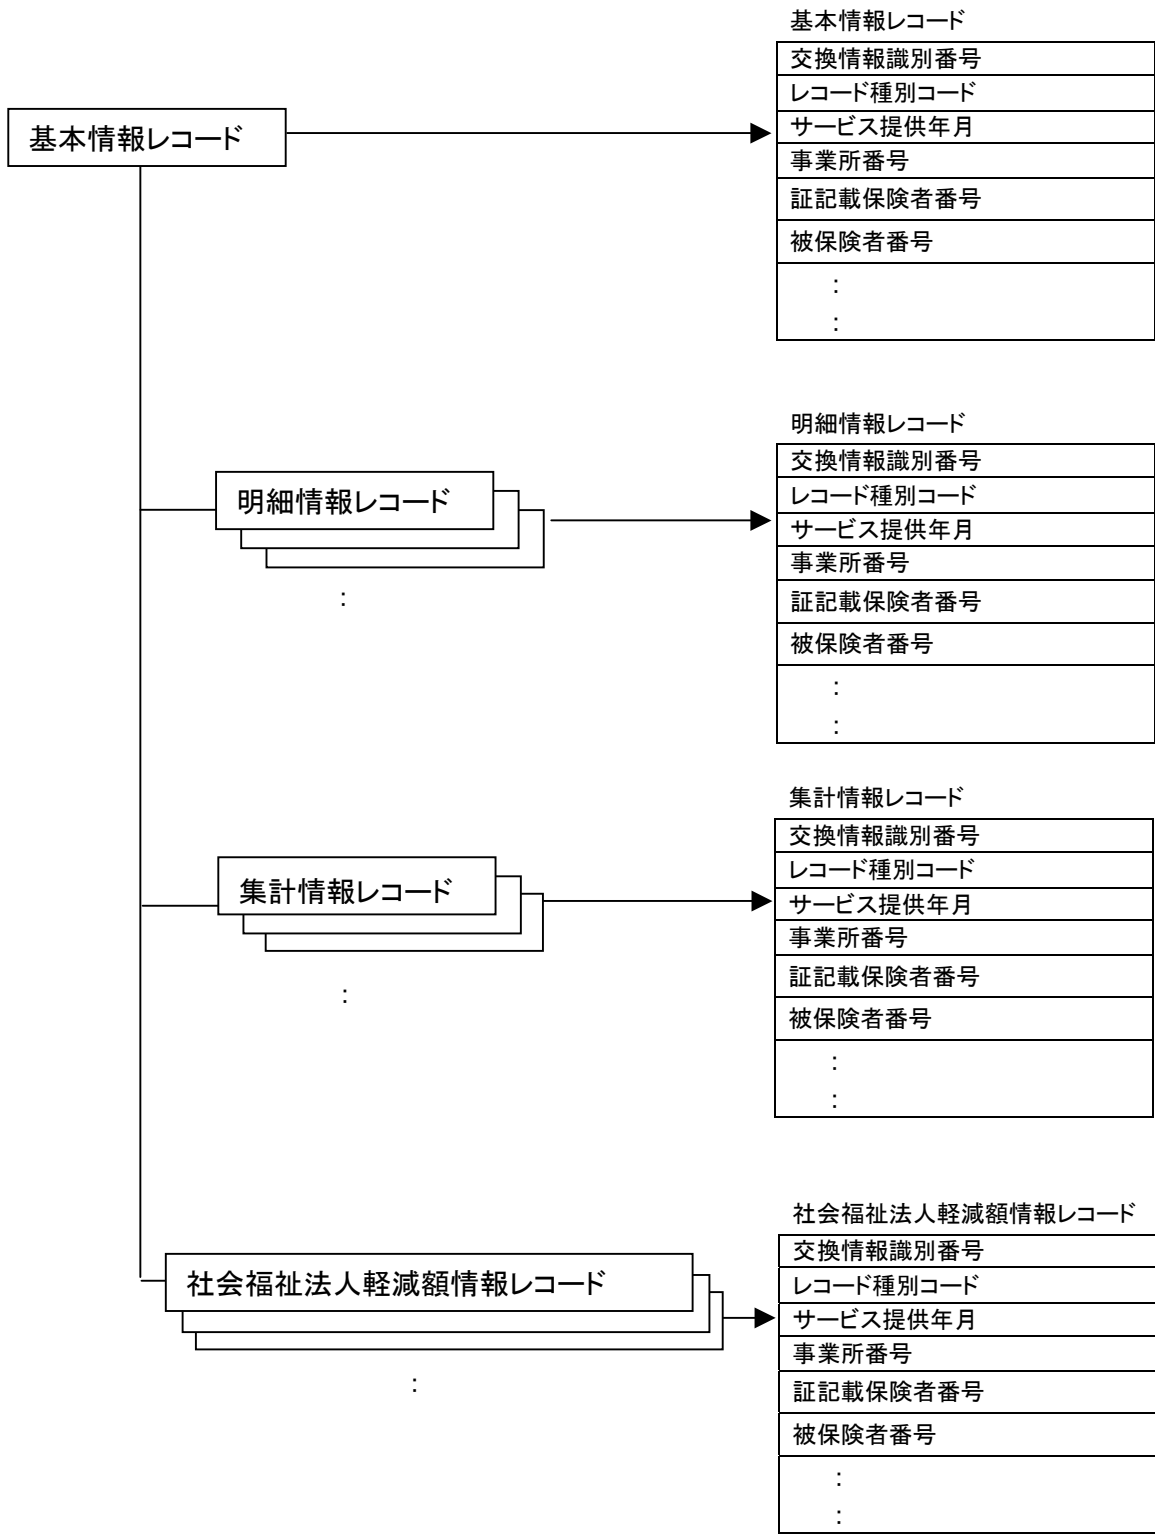 基本情報レコード
基本情報レコード
交換情報識別番号
レコード種別コード
サービス提供年月
事業所番号
証記載保険者番号
被保険者番号
:
:
明細情報レコード
:
明細情報レコード
交換情報識別番号
レコード種別コード
サービス提供年月
事業所番号
証記載保険者番号
被保険者番号
:
:
集計情報レコード
:
集計情報レコード
交換情報識別番号
レコード種別コード
サービス提供年月
事業所番号
証記載保険者番号
被保険者番号
:
:
社会福祉法人軽減額情報レコード
:
社会福祉法人軽減額情報レコード
交換情報識別番号
レコード種別コード
サービス提供年月
事業所番号
証記載保険者番号
被保険者番号
:
: